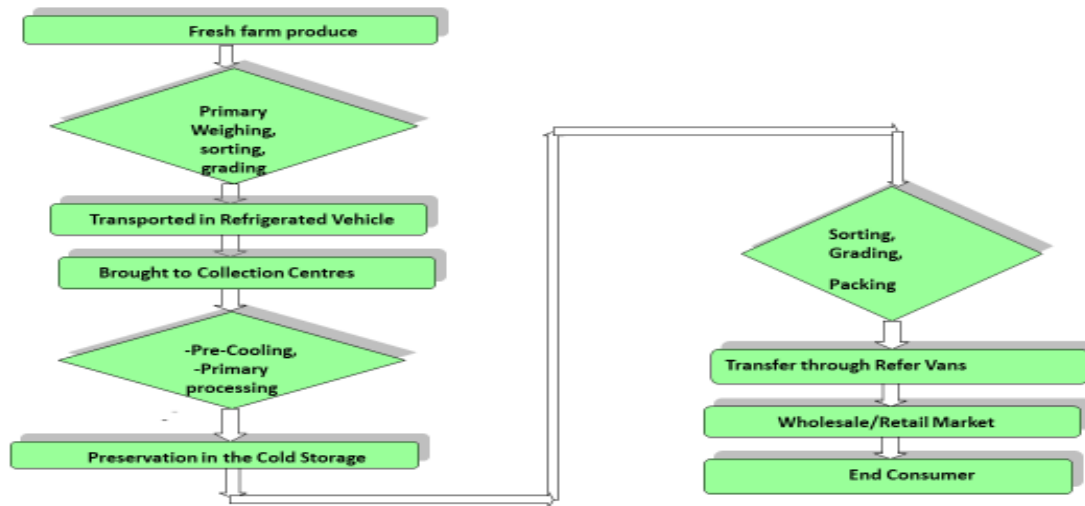 Fresh farm produce
Primary
Weighing,
sorting,
grading
Transported in Refrigerated Vehicle
Brought to Collection Centres
-Pre-Cooling,
-Primary
processing
Preservation in the Cold Storage
Sorting,
Grading,
Packing
Transfer through Refer Vans
Wholesale/Retail Market
End Consumer